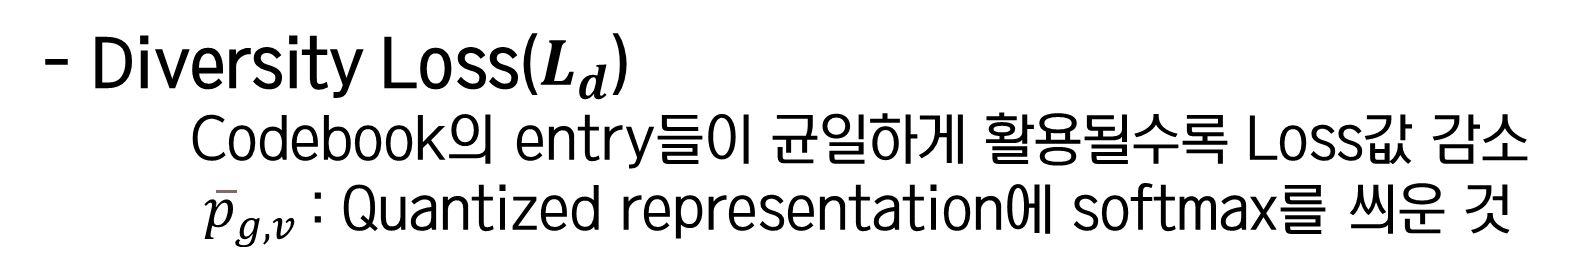 - Diversity Loss(L_d)
Codebook의 entry들이 균일하게 활용될수록 Loss값 감소
p̄_{g,v} : Quantized representation에 softmax를 씌운 것